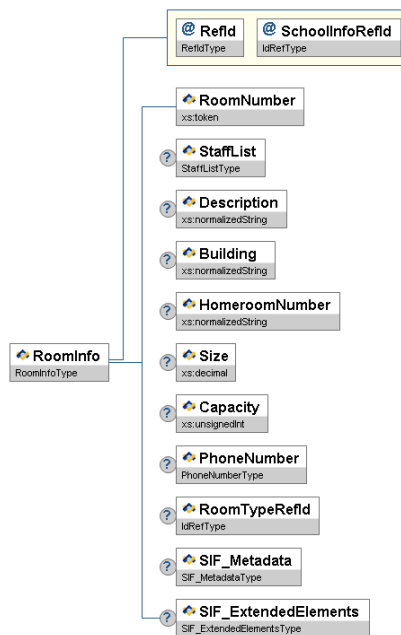 @ RefId
RefIdType
@ SchoolInfoRefId
IdRefType
RoomNumber
xs:token
? StaffList
StaffListType
? Description
xs:normalizedString
? Building
xs:normalizedString
? HomeroomNumber
xs:normalizedString
RoomInfo
RoomInfoType
? Size
xs:decimal
? Capacity
xs:unsignedInt
? PhoneNumber
PhoneNumberType
? RoomTypeRefId
IdRefType
? SIF_Metadata
SIF_MetadataType
? SIF_ExtendedElements
SIF_ExtendedElementsType